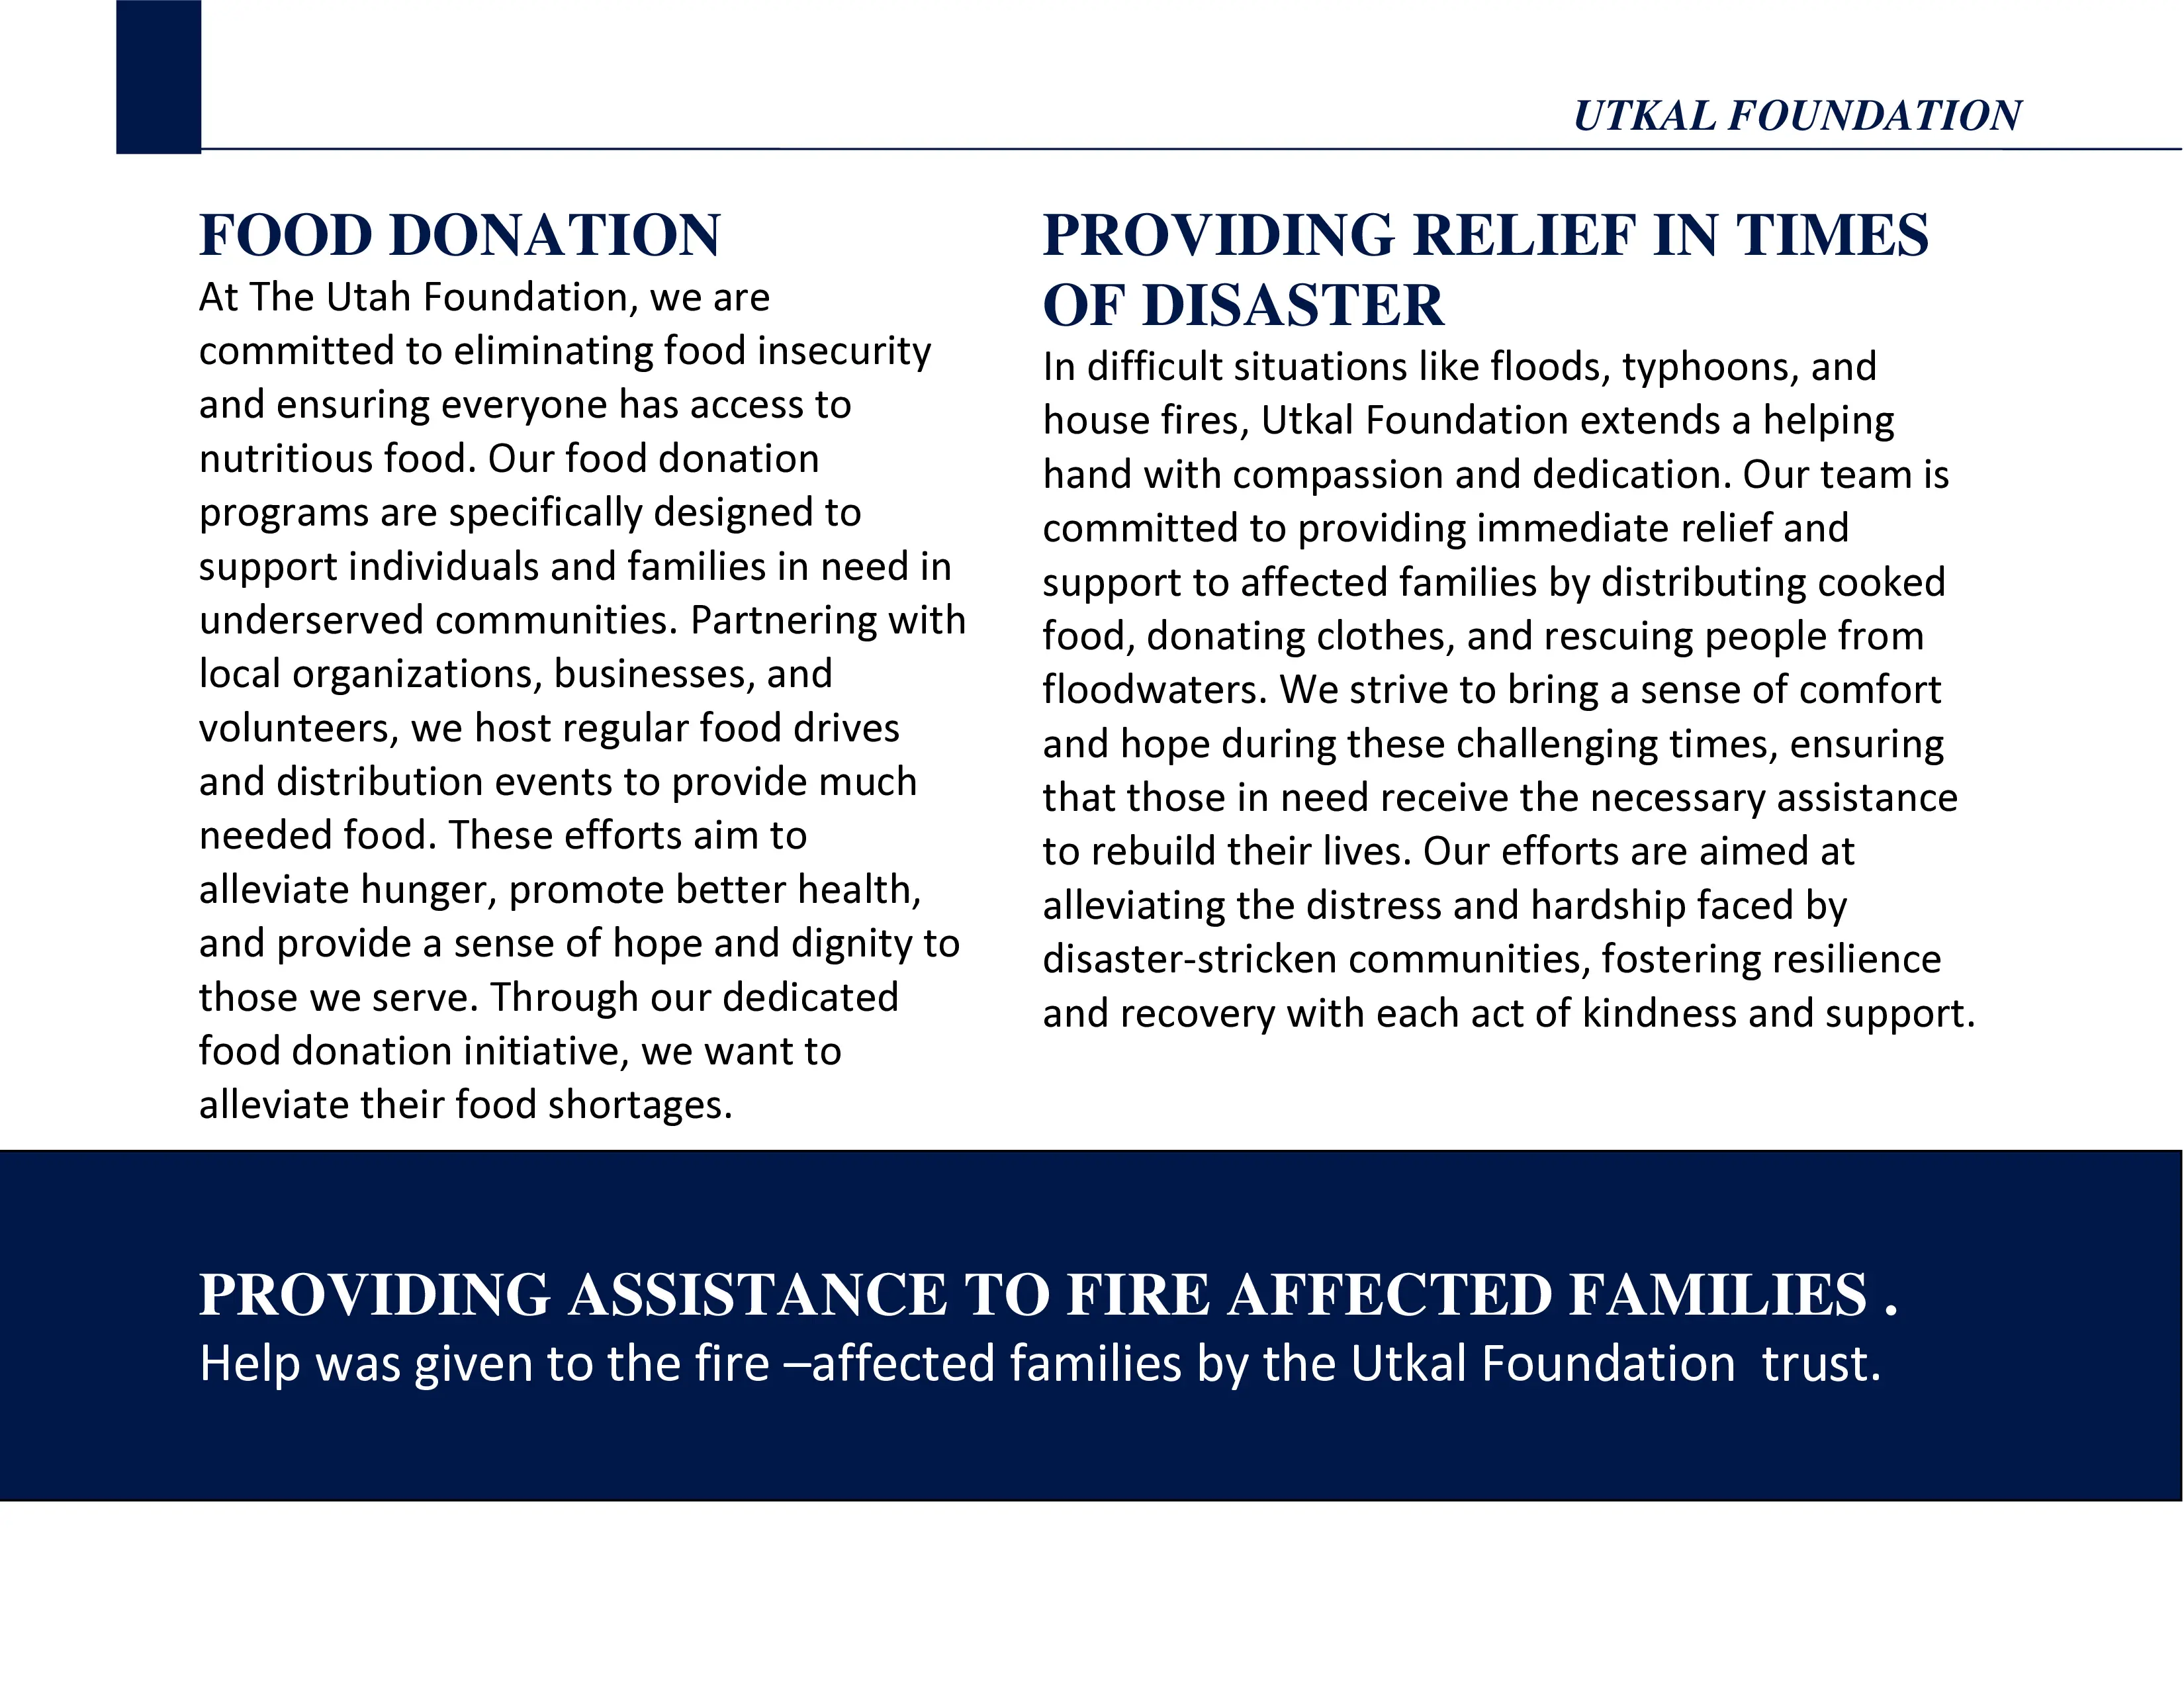 UTKAL FOUNDATION
FOOD DONATION
At The Utah Foundation, we are
committed to eliminating food insecurity
and ensuring everyone has access to
nutritious food. Our food donation
programs are specifically designed to
support individuals and families in need in
underserved communities. Partnering with
local organizations, businesses, and
volunteers, we host regular food drives
and distribution events to provide much
needed food. These efforts aim to
alleviate hunger, promote better health,
and provide a sense of hope and dignity to
those we serve. Through our dedicated
food donation initiative, we want to
alleviate their food shortages.
PROVIDING RELIEF IN TIMES
OF DISASTER
In difficult situations like floods, typhoons, and
house fires, Utkal Foundation extends a helping
hand with compassion and dedication. Our team is
committed to providing immediate relief and
support to affected families by distributing cooked
food, donating clothes, and rescuing people from
floodwaters. We strive to bring a sense of comfort
and hope during these challenging times, ensuring
that those in need receive the necessary assistance
to rebuild their lives. Our efforts are aimed at
alleviating the distress and hardship faced by
disaster-stricken communities, fostering resilience
and recovery with each act of kindness and support.
PROVIDING ASSISTANCE TO FIRE AFFECTED FAMILIES .
Help was given to the fire –affected families by the Utkal Foundation  trust.